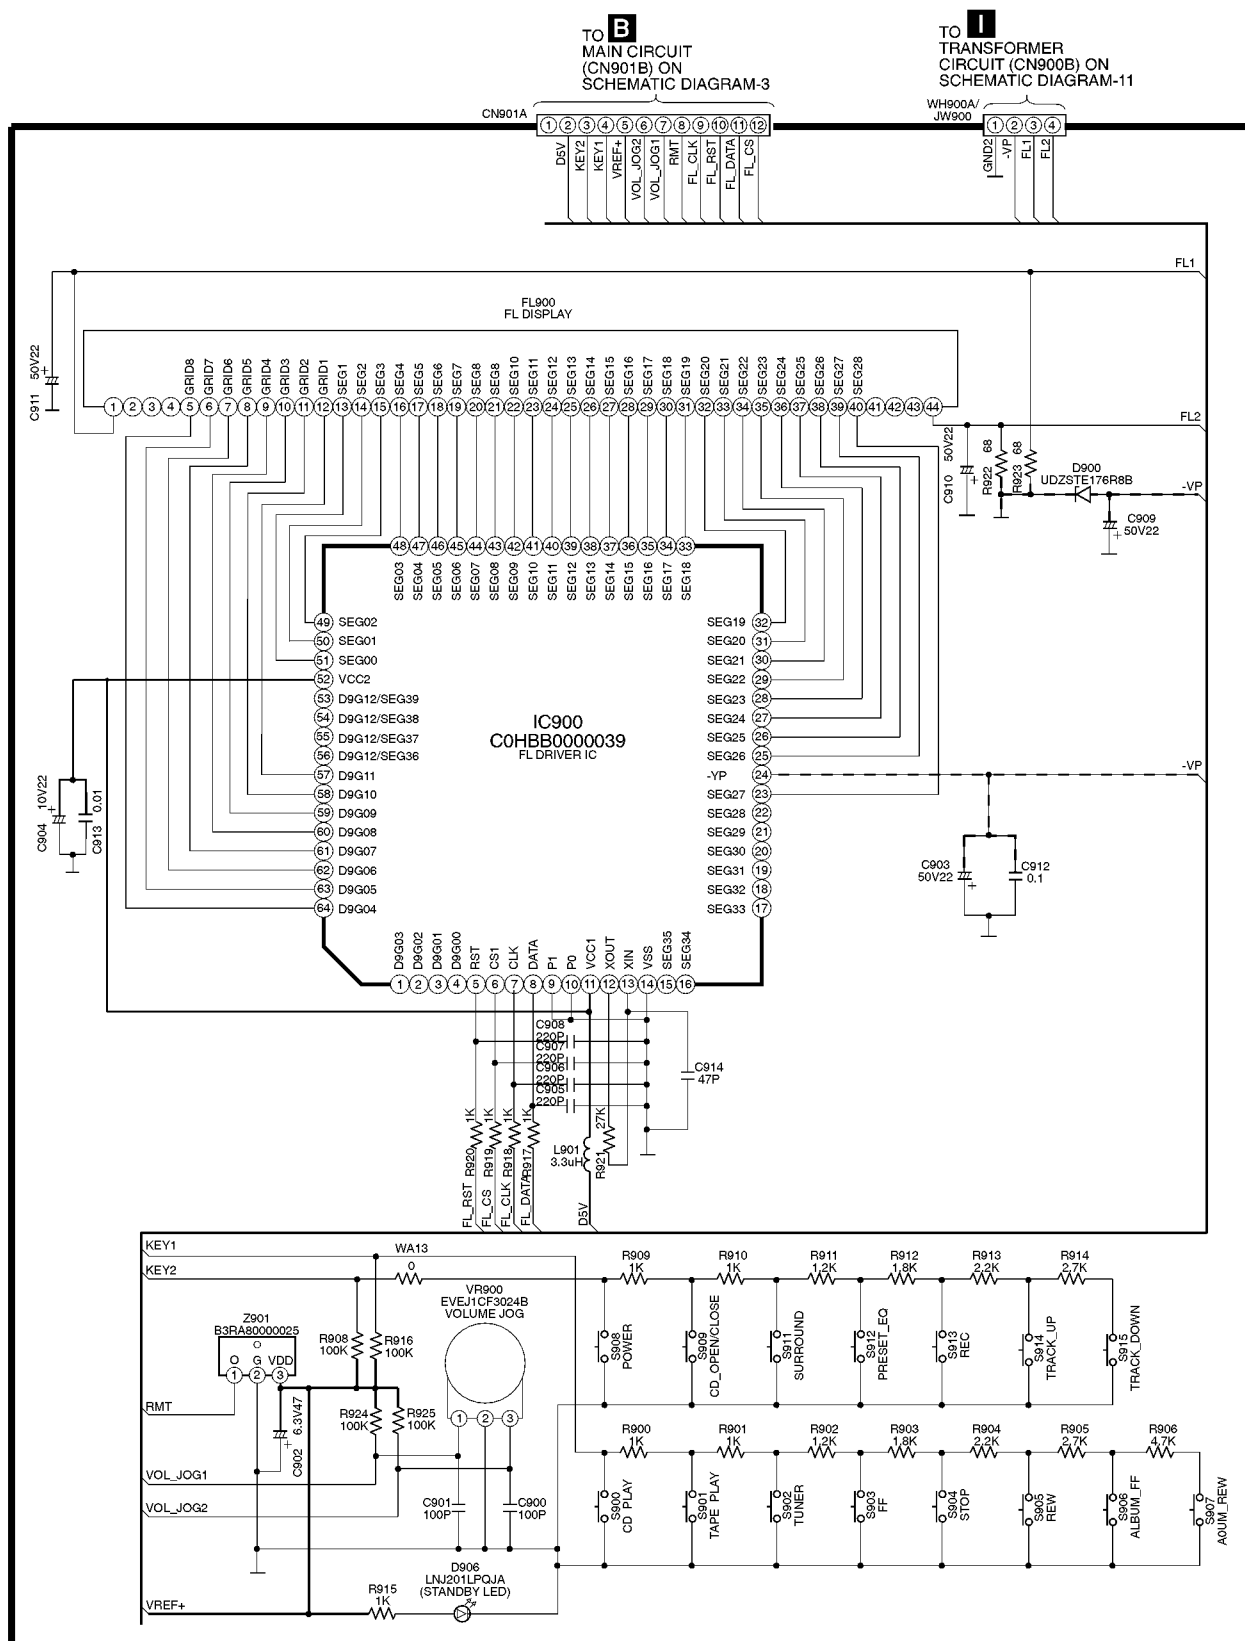 TO B
MAIN CIRCUIT
(CN901B) ON
SCHEMATIC DIAGRAM-3
TO I
TRANSFORMER
CIRCUIT (CN900B) ON
SCHEMATIC DIAGRAM-11
CN901A
1 2 3 4 5 6 7 8 9 10 11 12
D5V
KEY2
KEY1
VREF+
VOL_JOG2
VOL_JOG1
RMT
FL_CLK
FL_RST
FL_DATA
FL_CS
WH900A/
JW900
1 2 3 4
GND2
-VP
FL1
FL2
FL1
FL900
FL DISPLAY
C911 50V22
GRID8 GRID7 GRID6 GRID5 GRID4 GRID3 GRID2 GRID1 SEG1 SEG2 SEG3 SEG4 SEG5 SEG6 SEG7 SEG8 SEG8 SEG10 SEG11 SEG12 SEG13 SEG14 SEG15 SEG16 SEG17 SEG18 SEG19 SEG20 SEG21 SEG22 SEG23 SEG24 SEG25 SEG26 SEG27 SEG28
1 2 3 4 5 6 7 8 9 10 11 12 13 14 15 16 17 18 19 20 21 22 23 24 25 26 27 28 29 30 31 32 33 34 35 36 37 38 39 40 41 42 43 44
FL2
C910 50V22
R922 68
R923 68
D900
UDZSTE176R8B
-VP
C909
50V22
48 47 46 45 44 43 42 41 40 39 38 37 36 35 34 33
SEG03 SEG04 SEG05 SEG06 SEG07 SEG08 SEG09 SEG10 SEG11 SEG12 SEG13 SEG14 SEG15 SEG16 SEG17 SEG18
49 SEG02
50 SEG01
51 SEG00
52 VCC2
53 D9G12/SEG39
54 D9G12/SEG38
55 D9G12/SEG37
56 D9G12/SEG36
57 D9G11
58 D9G10
59 D9G09
60 D9G08
61 D9G07
62 D9G06
63 D9G05
64 D9G04
IC900
C0HBB0000039
FL DRIVER IC
SEG19 32
SEG20 31
SEG21 30
SEG22 29
SEG23 28
SEG24 27
SEG25 26
SEG26 25
-YP 24
SEG27 23
SEG28 22
SEG29 21
SEG30 20
SEG31 19
SEG32 18
SEG33 17
-VP
C904 10V22
C913 0.01
C903
50V22
C912
0.1
D9G03 D9G02 D9G01 D9G00 RST CS1 CLK DATA P1 P0 VCC1 XOUT XIN VSS SEG35 SEG34
1 2 3 4 5 6 7 8 9 10 11 12 13 14 15 16
C908
220P
C907
220P
C906
220P
C905
220P
C914
47P
FL_RST R920 1K
FL_CS R919 1K
FL_CLK R918 1K
FL_DATA R917 1K
L901
3.3uH
R921 27K
D5V
KEY1
KEY2
WA13
0
R909
1K
R910
1K
R911
1.2K
R912
1.8K
R913
2.2K
R914
2.7K
Z901
B3RA80000025
O G VDD
1 2 3
R908
100K
R916
100K
VR900
EVEJ1CF3024B
VOLUME JOG
1 2 3
S908
POWER
S909
CD_OPEN/CLOSE
S911
SURROUND
S912
PRESET_EQ
S913
REC
S914
TRACK_UP
S915
TRACK_DOWN
RMT
C902 6.3V47
R924
100K
R925
100K
R900
1K
R901
1K
R902
1.2K
R903
1.8K
R904
2.2K
R905
2.7K
R906
4.7K
VOL_JOG1
VOL_JOG2
C901
100P
C900
100P
S900
CD PLAY
S901
TAPE PLAY
S902
TUNER
S903
FF
S904
STOP
S905
REW
S906
ALBUM_FF
S907
A0UM_REW
D906
LNJ201LPQJA
(STANDBY LED)
R915
1K
VREF+